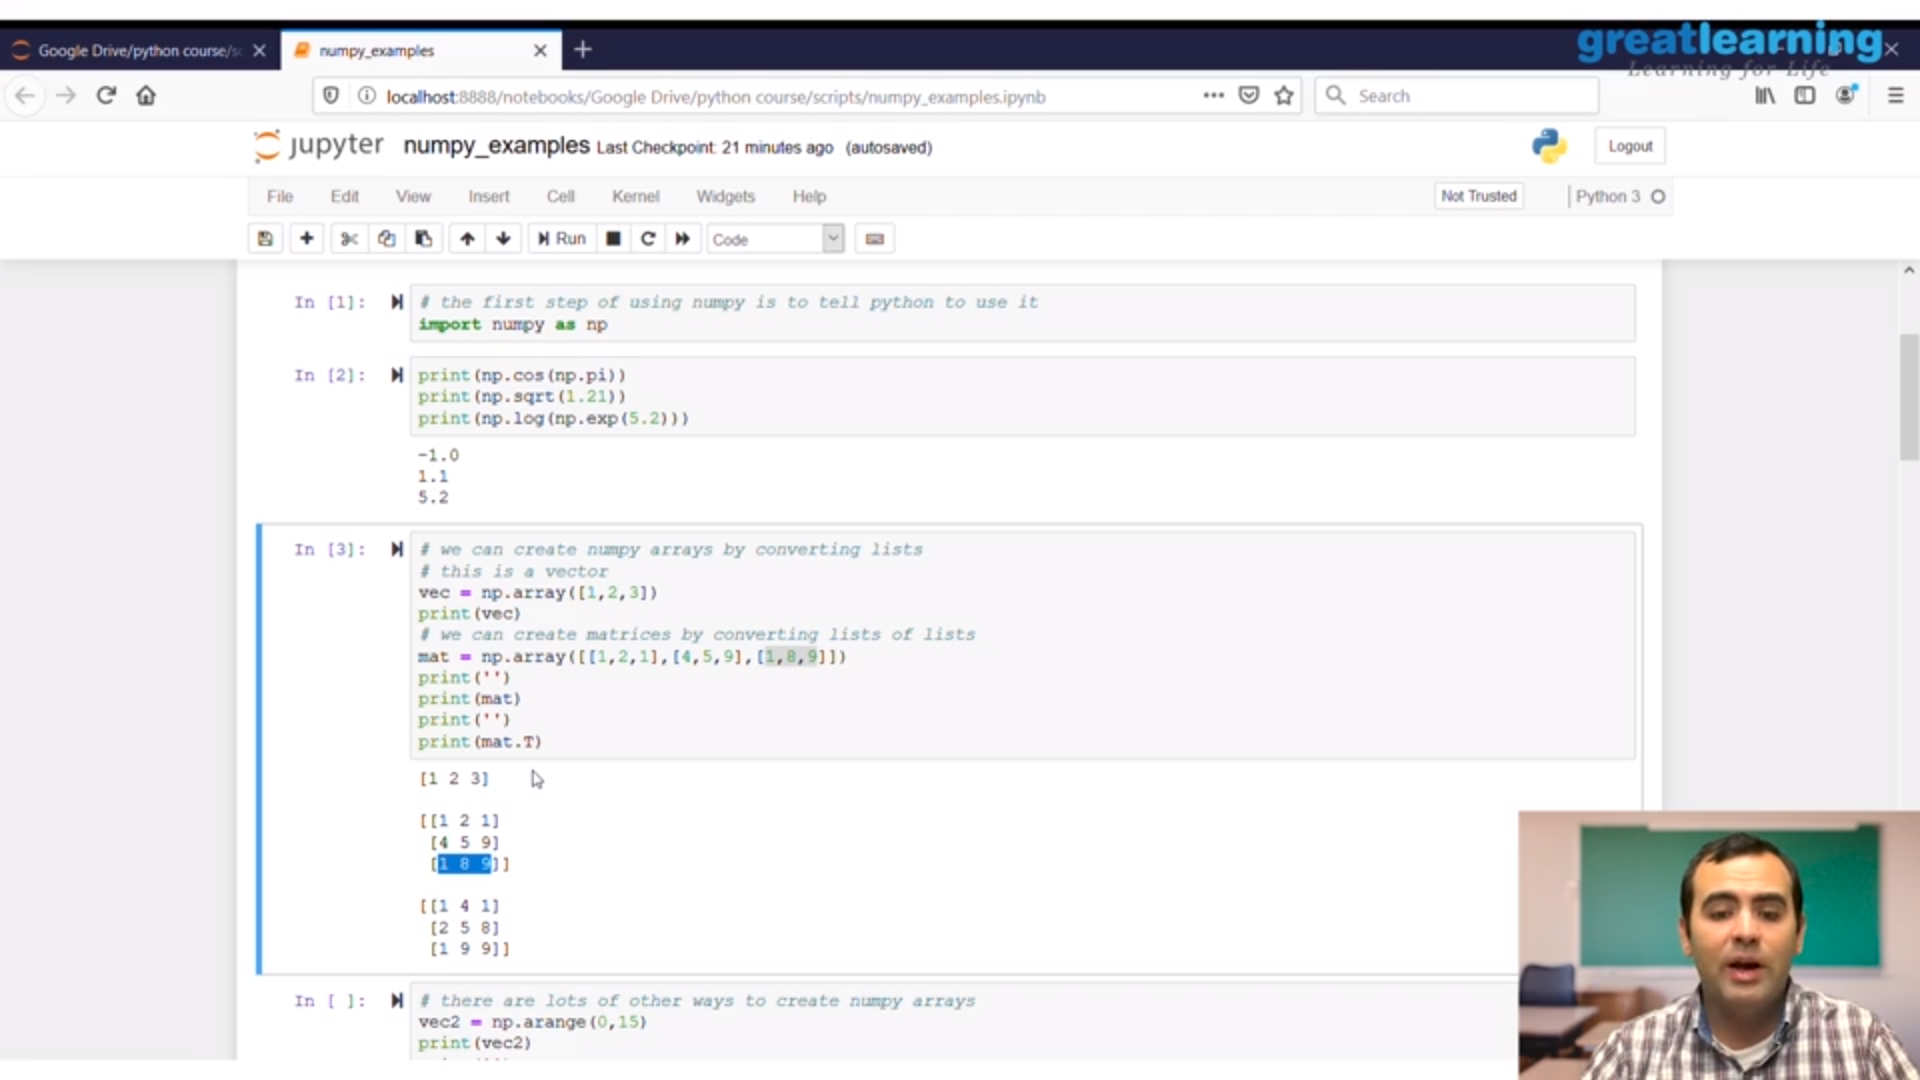 greatlearning
Learning for Life
Google Drive/python course/sc
numpy_examples
localhost:8888/notebooks/Google Drive/python course/scripts/numpy_examples.ipynb
Search
jupyter numpy_examples Last Checkpoint: 21 minutes ago (autosaved)
Logout
File Edit View Insert Cell Kernel Widgets Help
Not Trusted
Python 3
Run
Code
In [1]:
# the first step of using numpy is to tell python to use it
import numpy as np
In [2]:
print(np.cos(np.pi))
print(np.sqrt(1.21))
print(np.log(np.exp(5.2)))
-1.0
1.1
5.2
In [3]:
# we can create numpy arrays by converting lists
# this is a vector
vec = np.array([1,2,3])
print(vec)
# we can create matrices by converting lists of lists
mat = np.array([[1,2,1],[4,5,9],[1,8,9]])
print('')
print(mat)
print('')
print(mat.T)
[1 2 3]
[[1 2 1]
[4 5 9]
[1 8 9]]
[[1 4 1]
[2 5 8]
[1 9 9]]
In [ ]:
# there are lots of other ways to create numpy arrays
vec2 = np.arange(0,15)
print(vec2)